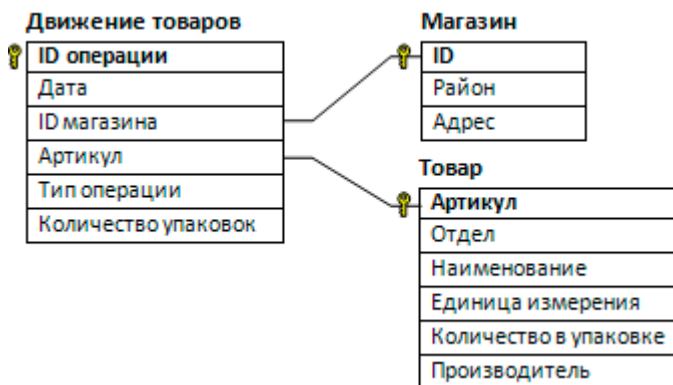 Движение товаров
ID операции
Дата
ID магазина
Артикул
Тип операции
Количество упаковок
Магазин
ID
Район
Адрес
Товар
Артикул
Отдел
Наименование
Единица измерения
Количество в упаковке
Производитель